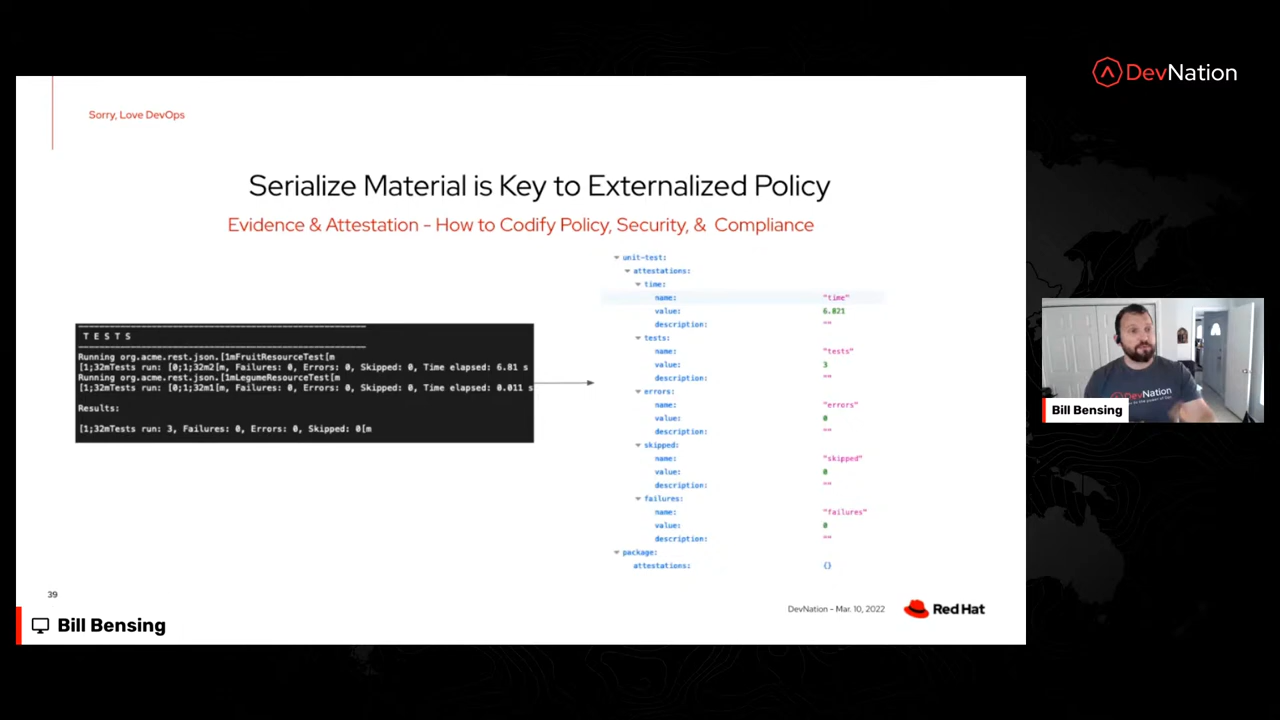 DevNation
Sorry, Love DevOps
Serialize Material is Key to Externalized Policy
Evidence & Attestation - How to Codify Policy, Security, & Compliance
T E S T S
Running org.acme.rest.json.[1mFruitResourceTest[m
[1;32mTests run: [0;1;32m2[m, Failures: 0, Errors: 0, Skipped: 0, Time elapsed: 6.81 s
Running org.acme.rest.json.[1mLegumeResourceTest[m
[1;32mTests run: [0;1;32m1[m, Failures: 0, Errors: 0, Skipped: 0, Time elapsed: 0.011 s
Results:
[1;32mTests run: 3, Failures: 0, Errors: 0, Skipped: 0[m
unit-test:
attestations:
time:
name: "time"
value: 6.821
description: ""
tests:
name: "tests"
value: 3
description: ""
errors:
name: "errors"
value: 0
description: ""
skipped:
name: "skipped"
value: 0
description: ""
failures:
name: "failures"
value: 0
description: ""
package:
attestations: {}
39
DevNation - Mar. 10, 2022
Red Hat
Bill Bensing
DevNation
Bill Bensing